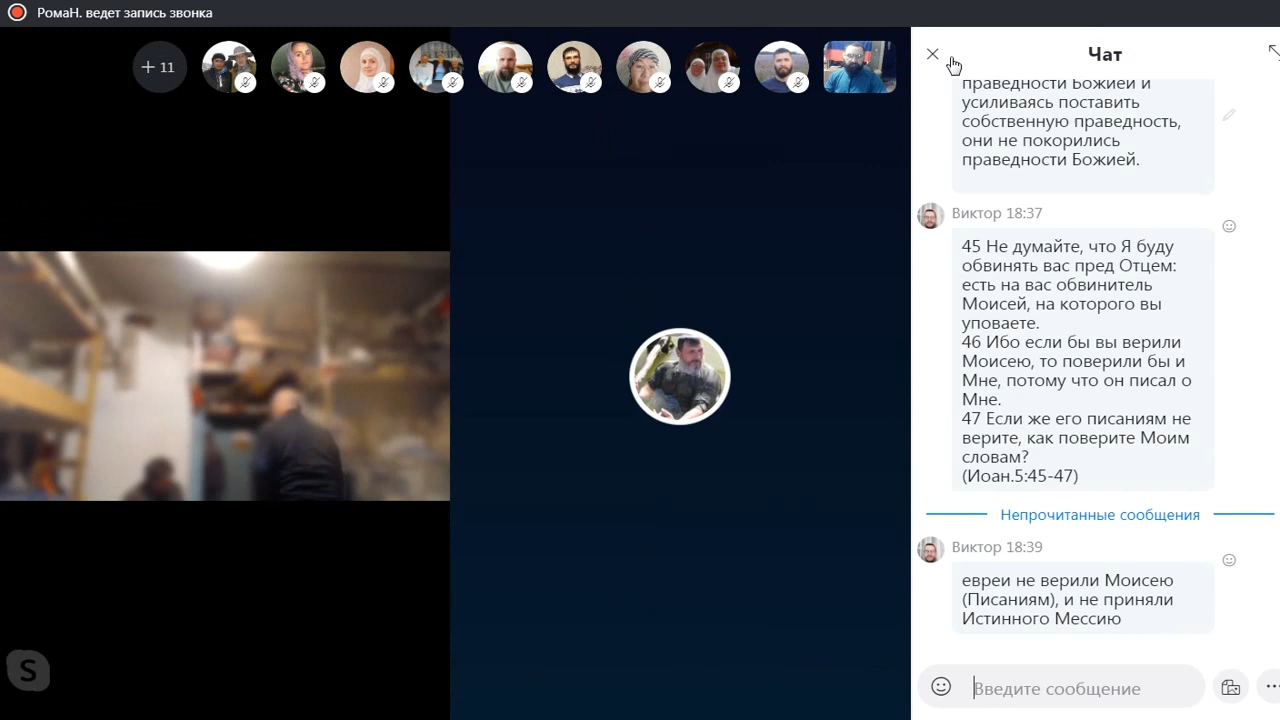 РомаН. ведет запись звонка
+ 11
Чат
праведности Божией и
усиливаясь поставить
собственную праведность,
они не покорились
праведности Божией.
Виктор 18:37
45 Не думайте, что Я буду
обвинять вас пред Отцем:
есть на вас обвинитель
Моисей, на которого вы
уповаете.
46 Ибо если бы вы верили
Моисею, то поверили бы и
Мне, потому что он писал о
Мне.
47 Если же его писаниям не
верите, как поверите Моим
словам?
(Иоан.5:45-47)
Непрочитанные сообщения
Виктор 18:39
евреи не верили Моисею
(Писаниям), и не приняли
Истинного Мессию
Введите сообщение
S